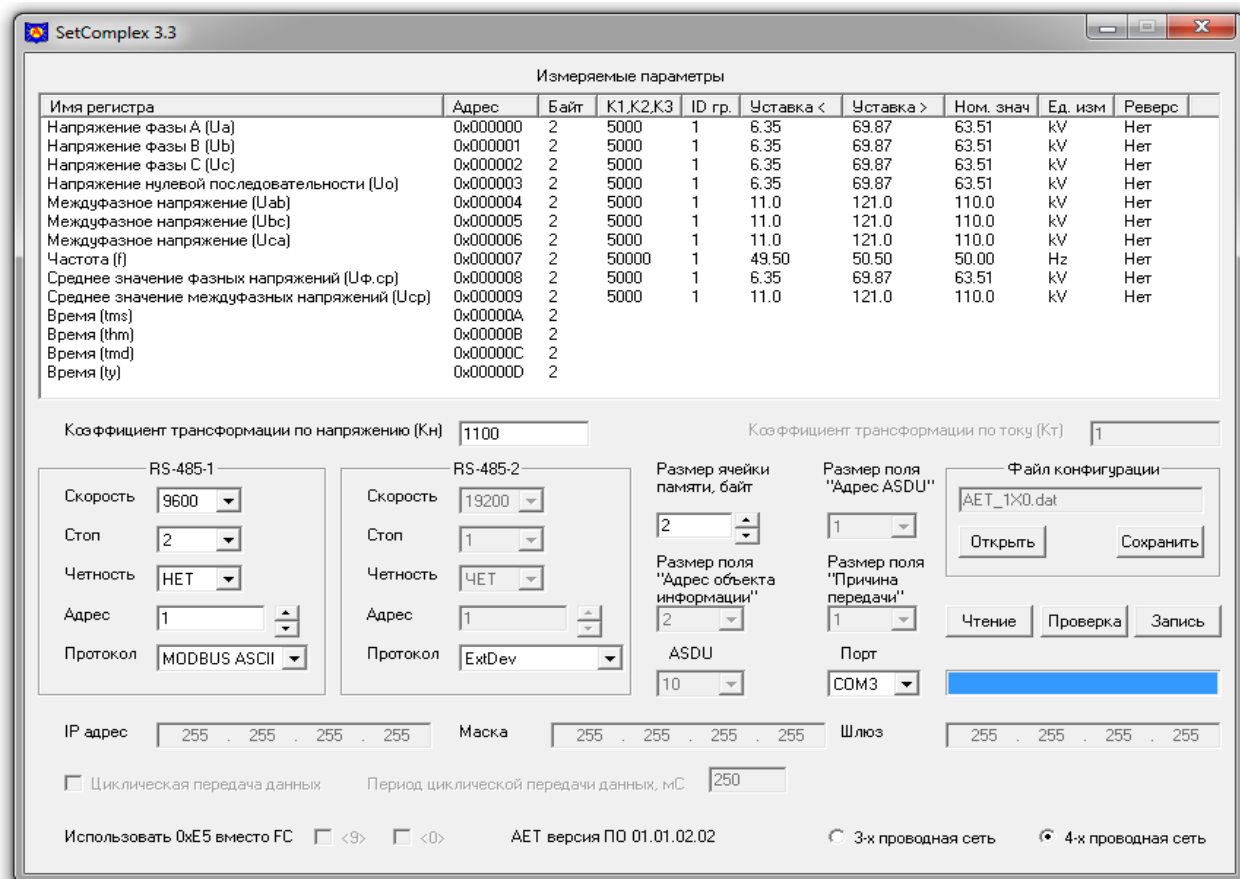 SetComplex 3.3
Измеряемые параметры
Имя регистра Адрес Байт К1,К2,К3 ID гр. Уставка < Уставка > Ном. знач Ед. изм Реверс
Напряжение фазы А (Ua) 0x000000 2 5000 1 6.35 69.87 63.51 kV Нет
Напряжение фазы В (Ub) 0x000001 2 5000 1 6.35 69.87 63.51 kV Нет
Напряжение фазы С (Uc) 0x000002 2 5000 1 6.35 69.87 63.51 kV Нет
Напряжение нулевой последовательности (Uo) 0x000003 2 5000 1 6.35 69.87 63.51 kV Нет
Междуфазное напряжение (Uab) 0x000004 2 5000 1 11.0 121.0 110.0 kV Нет
Междуфазное напряжение (Ubc) 0x000005 2 5000 1 11.0 121.0 110.0 kV Нет
Междуфазное напряжение (Uca) 0x000006 2 5000 1 11.0 121.0 110.0 kV Нет
Частота (f) 0x000007 2 50000 1 49.50 50.50 50.00 Hz Нет
Среднее значение фазных напряжений (Uф.ср) 0x000008 2 5000 1 6.35 69.87 63.51 kV Нет
Среднее значение междуфазных напряжений (Uср) 0x000009 2 5000 1 11.0 121.0 110.0 kV Нет
Время (tms) 0x00000A 2
Время (thm) 0x00000B 2
Время (tmd) 0x00000C 2
Время (ty) 0x00000D 2
Коэффициент трансформации по напряжению (Кн) 1100 Коэффициент трансформации по току (Кт) 1
RS-485-1
Скорость 9600
Стоп 2
Четность НЕТ
Адрес 1
Протокол MODBUS ASCII
RS-485-2
Скорость 19200
Стоп 1
Четность ЧЕТ
Адрес 1
Протокол ExtDev
Размер ячейки
памяти, байт
2
Размер поля
"Адрес ASDU"
1
Размер поля
"Адрес объекта
информации"
2
Размер поля
"Причина
передачи"
1
ASDU
10
Порт
COM3
Файл конфигурации
AET_1X0.dat
Открыть Сохранить
Чтение Проверка Запись
IP адрес 255 . 255 . 255 . 255 Маска 255 . 255 . 255 . 255 Шлюз 255 . 255 . 255 . 255
Циклическая передача данных Период циклической передачи данных, мС 250
Использовать 0xE5 вместо FC <9> <0> АЕТ версия ПО 01.01.02.02 3-х проводная сеть 4-х проводная сеть